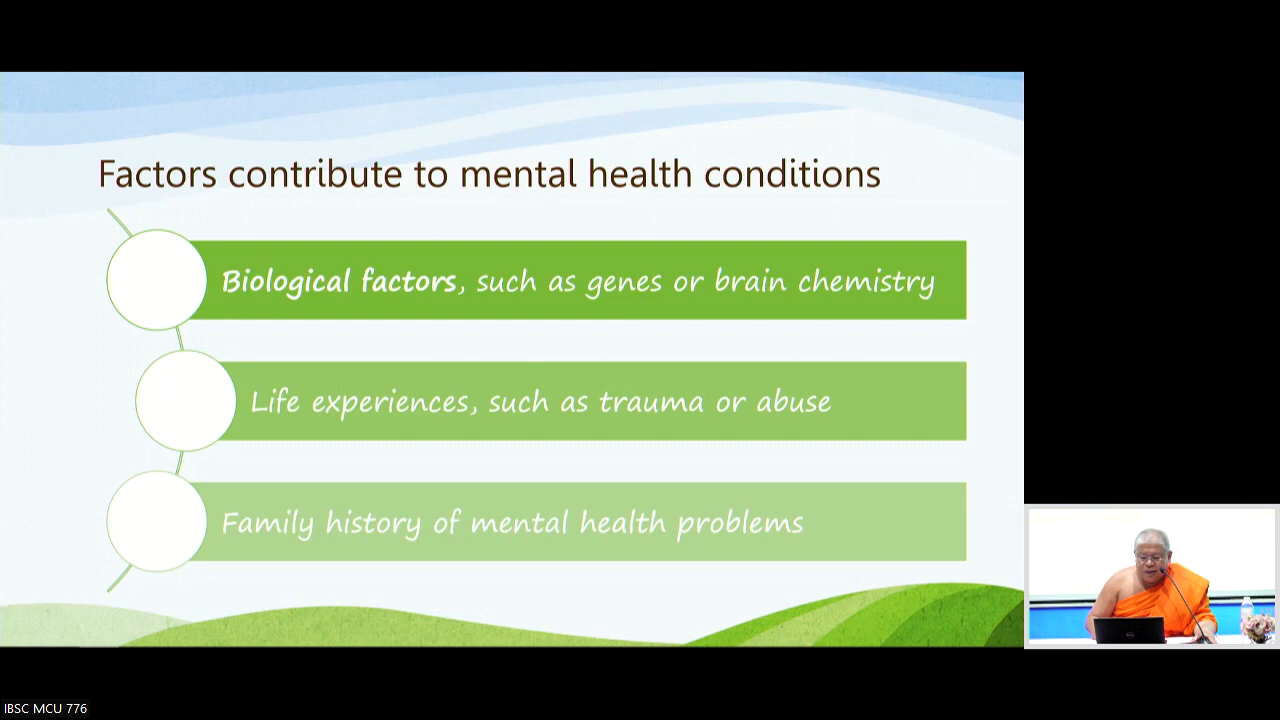 Factors contribute to mental health conditions
Biological factors, such as genes or brain chemistry
Life experiences, such as trauma or abuse
Family history of mental health problems
IBSC MCU 776